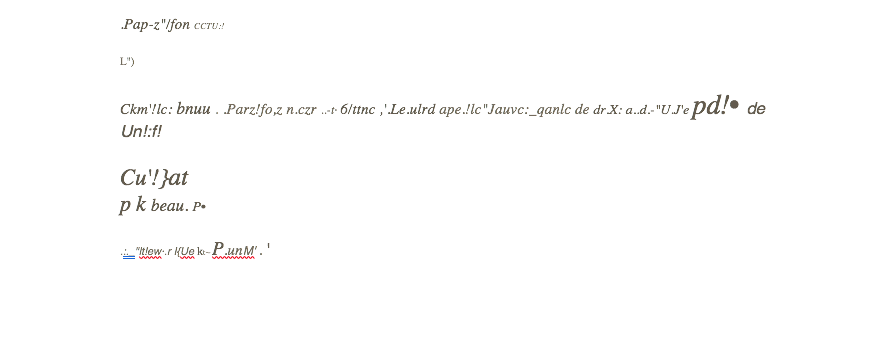 .Pap-z"/fon CCTU:!
L")
Ckm'!lc: bnuu . .Parz!fo,z n.czr ..-t- 6/ttnc ,'.Le.ulrd ape.!lc"Jauvc:_qanlc de dr.X: a..d.-"U.J'e pd!• de
Un!:f!
Cu'!}at
p k beau. P•
.:._ "ltlew·.r l{Ue kt- P.unM' . '